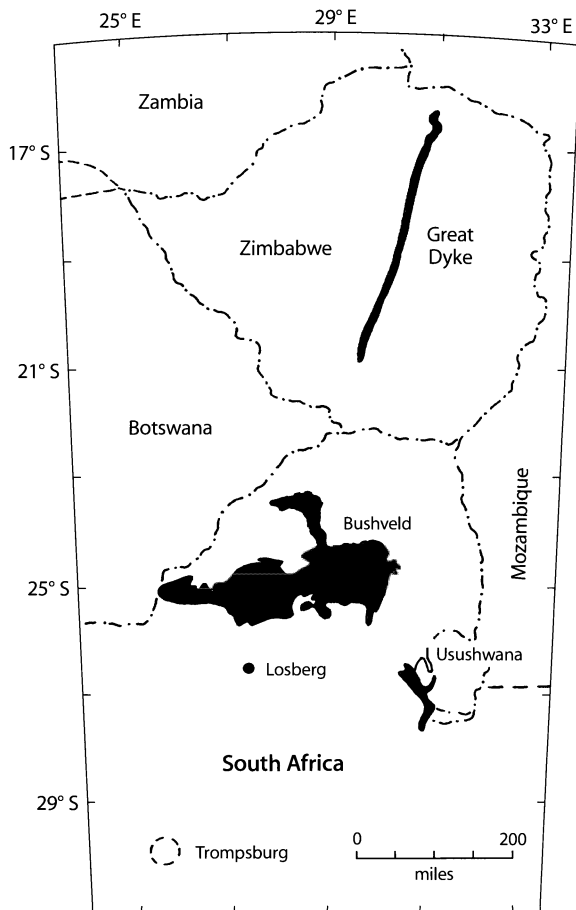 25° E
29° E
33° E
Zambia
17° S
Zimbabwe
Great
Dyke
21° S
Botswana
Mozambique
Bushveld
25° S
Usushwana
Losberg
South Africa
29° S
Trompsburg
0
200
miles